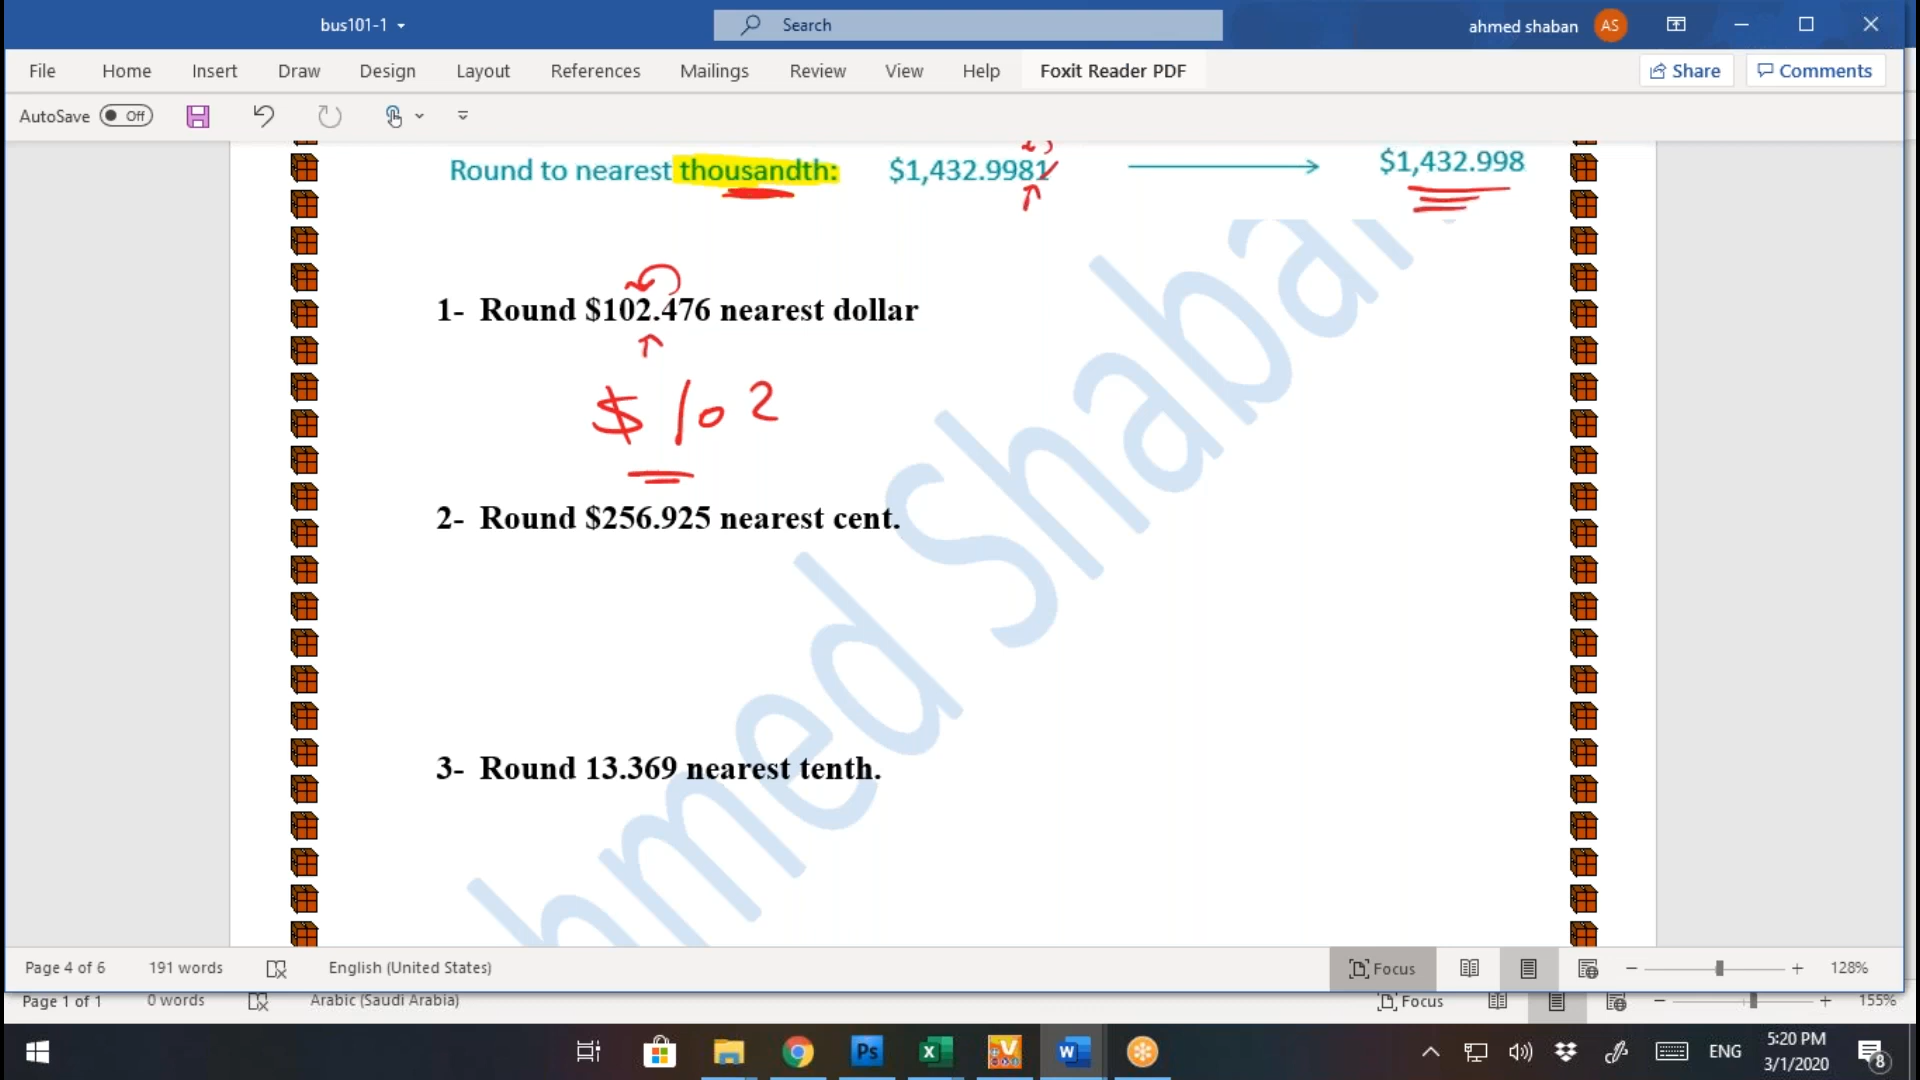 bus101-1
Search
ahmed shaban
AS
File Home Insert Draw Design Layout References Mailings Review View Help Foxit Reader PDF
Share Comments
AutoSave Off
Round to nearest thousandth: $1,432.9981 $1,432.998
1- Round $102.476 nearest dollar
$ 102
2- Round $256.925 nearest cent.
3- Round 13.369 nearest tenth.
hmed Shaban
Page 4 of 6 191 words English (United States) Focus 128%
Page 1 of 1 0 words Arabic (Saudi Arabia) Focus 155%
Ps
ENG
5:20 PM
3/1/2020
8